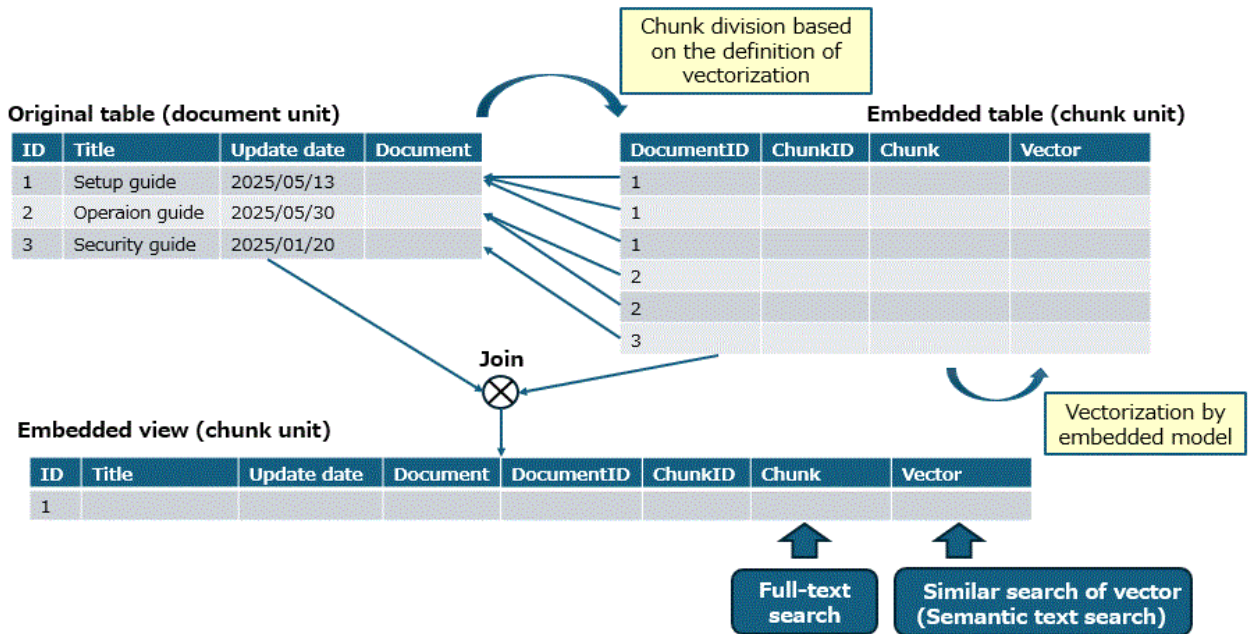 Chunk division based
on the definition of
vectorization
Original table (document unit)
ID Title Update date Document
1 Setup guide 2025/05/13
2 Operaion guide 2025/05/30
3 Security guide 2025/01/20
Embedded table (chunk unit)
DocumentID ChunkID Chunk Vector
1
1
1
2
2
3
Join
Vectorization by
embedded model
Embedded view (chunk unit)
ID Title Update date Document DocumentID ChunkID Chunk Vector
1
Full-text
search
Similar search of vector
(Semantic text search)